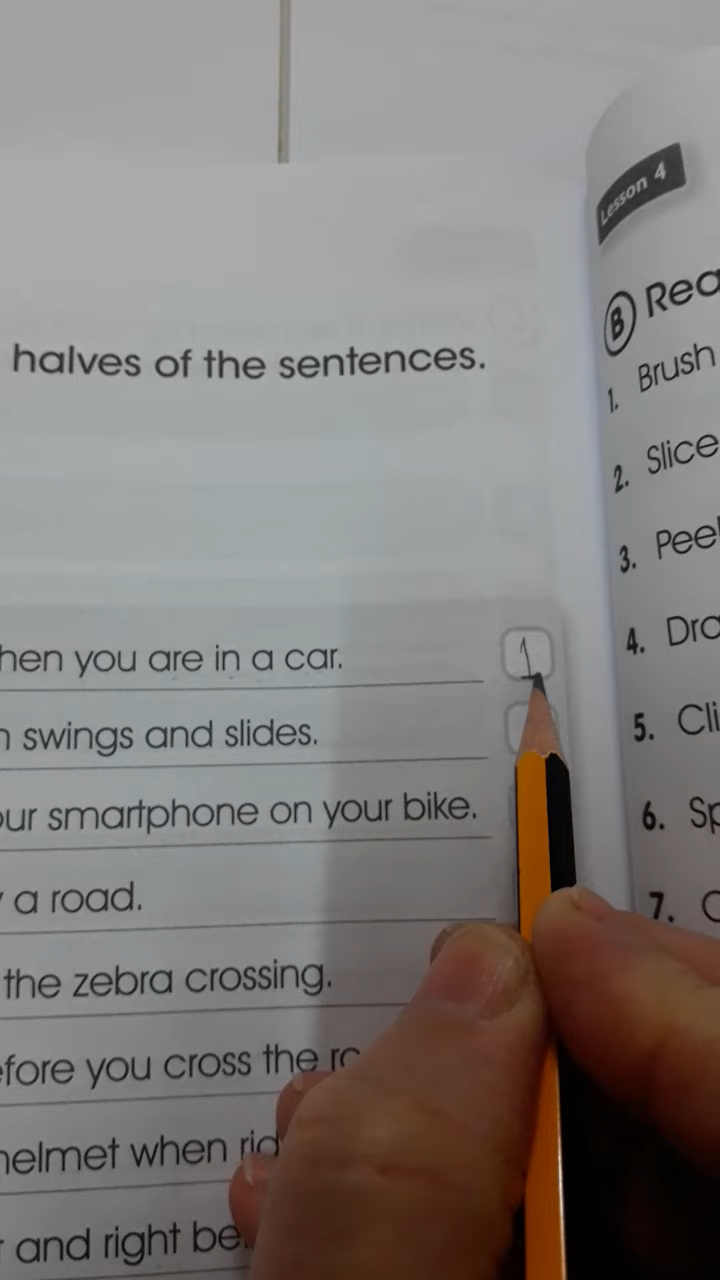 halves of the sentences.
hen you are in a car. 1
n swings and slides.
our smartphone on your bike.
a road.
the zebra crossing.
efore you cross the ro
helmet when rid
and right be
Lesson 4
B Rea
1. Brush
2. Slice
3. Peel
4. Dro
5. Cli
6. Sp
7. C